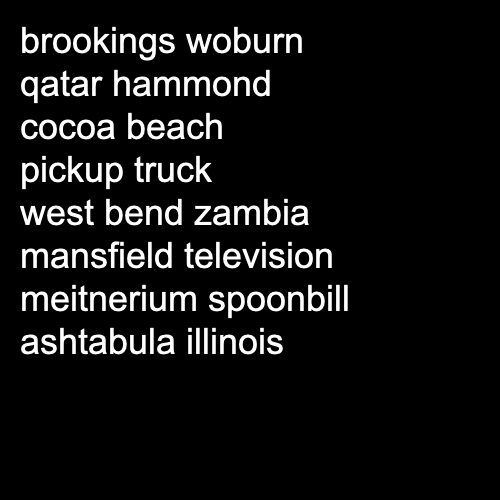 brookings woburn
qatar hammond
cocoa beach
pickup truck
west bend zambia
mansfield television
meitnerium spoonbill
ashtabula illinois